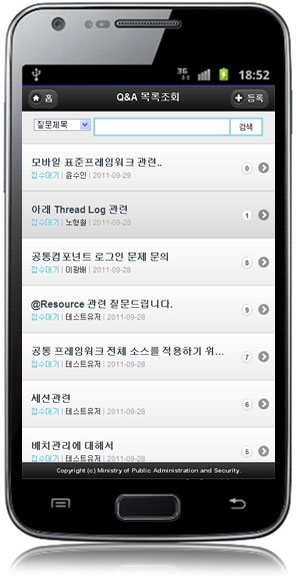 3G 18:52
홈 Q&A 목록조회 등록
질문제목 검색
모바일 표준프레임워크 관련..
접수대기 | 윤수민 | 2011-09-29
0
아래 Thread Log 관련
접수대기 | 노형철 | 2011-09-28
1
공통컴포넌트 로그인 문제 문의
접수대기 | 이광배 | 2011-09-28
8
@Resource 관련 질문드립니다.
접수대기 | 테스트유저 | 2011-09-28
9
공통 프레임워크 전체 소스를 적용하기 위...
접수대기 | 테스트유저 | 2011-09-28
7
세션관련
접수대기 | 테스트유저 | 2011-09-28
6
배치관리에 대해서
접수대기 | 테스트유저 | 2011-09-28
5
Copyright (c) Ministry of Public Administration and Security.